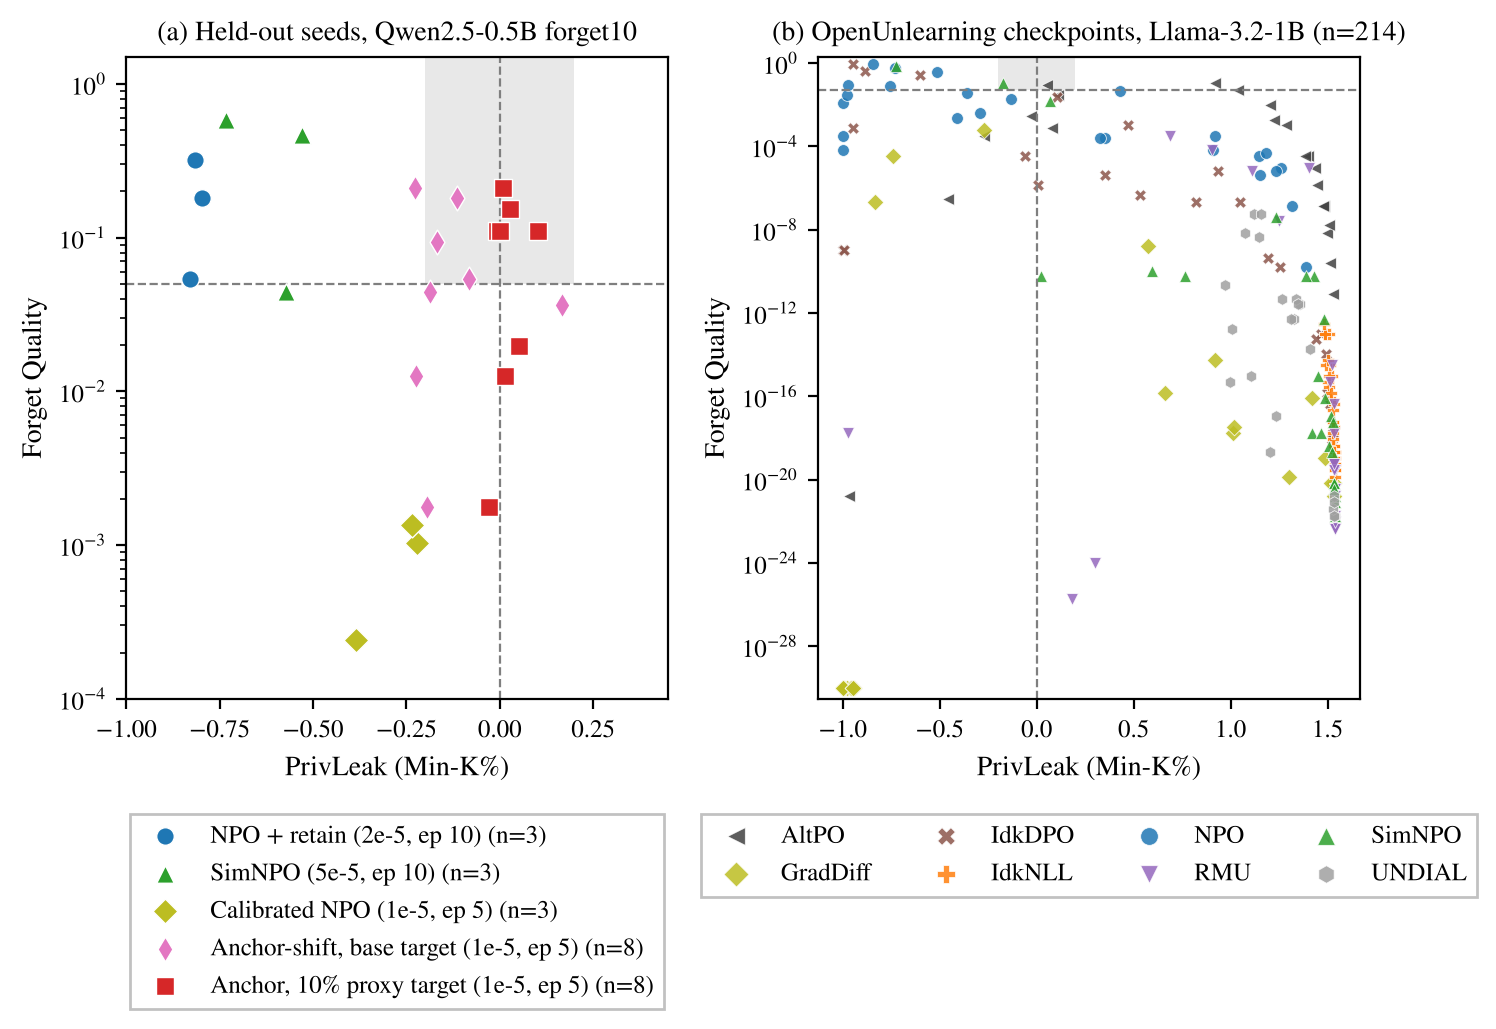 (a) Held-out seeds, Qwen2.5-0.5B forget10
Forget Quality
10⁰
10⁻¹
10⁻²
10⁻³
10⁻⁴
−1.00 −0.75 −0.50 −0.25 0.00 0.25
PrivLeak (Min-K%)
NPO + retain (2e-5, ep 10) (n=3)
SimNPO (5e-5, ep 10) (n=3)
Calibrated NPO (1e-5, ep 5) (n=3)
Anchor-shift, base target (1e-5, ep 5) (n=8)
Anchor, 10% proxy target (1e-5, ep 5) (n=8)
(b) OpenUnlearning checkpoints, Llama-3.2-1B (n=214)
Forget Quality
10⁰
10⁻⁴
10⁻⁸
10⁻¹²
10⁻¹⁶
10⁻²⁰
10⁻²⁴
10⁻²⁸
−1.0 −0.5 0.0 0.5 1.0 1.5
PrivLeak (Min-K%)
AltPO IdkDPO NPO SimNPO
GradDiff IdkNLL RMU UNDIAL